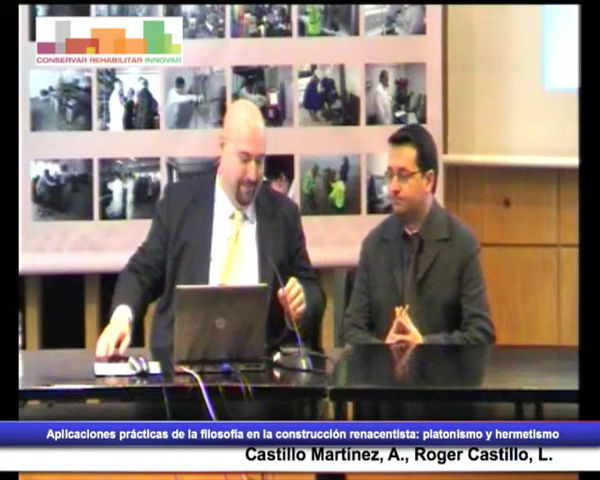 CONSERVAR REHABILITAR INNOVAR
Aplicaciones prácticas de la filosofía en la construcción renacentista: platonismo y hermetismo
Castillo Martínez, A., Roger Castillo, L.